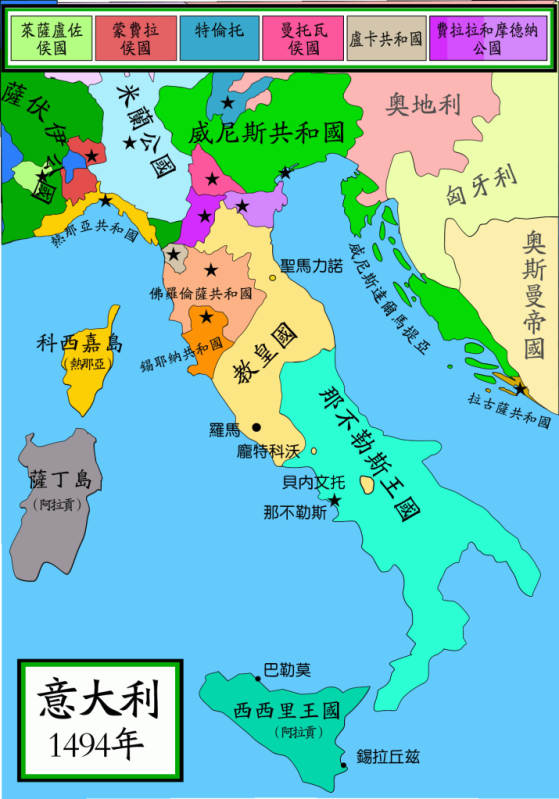 萊薩盧佐
侯國
蒙費拉
侯國
特倫托
曼托瓦
侯國
盧卡共和國
費拉拉和摩德納
公國
薩伏伊公國
米蘭公國
威尼斯共和國
奧地利
匈牙利
奧斯曼帝國
熱那亞共和國
聖馬力諾
威尼斯達爾馬提亞
佛羅倫薩共和國
科西嘉島
(熱那亞)
錫耶納共和國
教皇國
拉古薩共和國
那不勒斯王國
羅馬
龐特科沃
薩丁島
(阿拉貢)
貝內文托
那不勒斯
巴勒莫
西西里王國
(阿拉貢)
錫拉丘茲
意大利
1494年